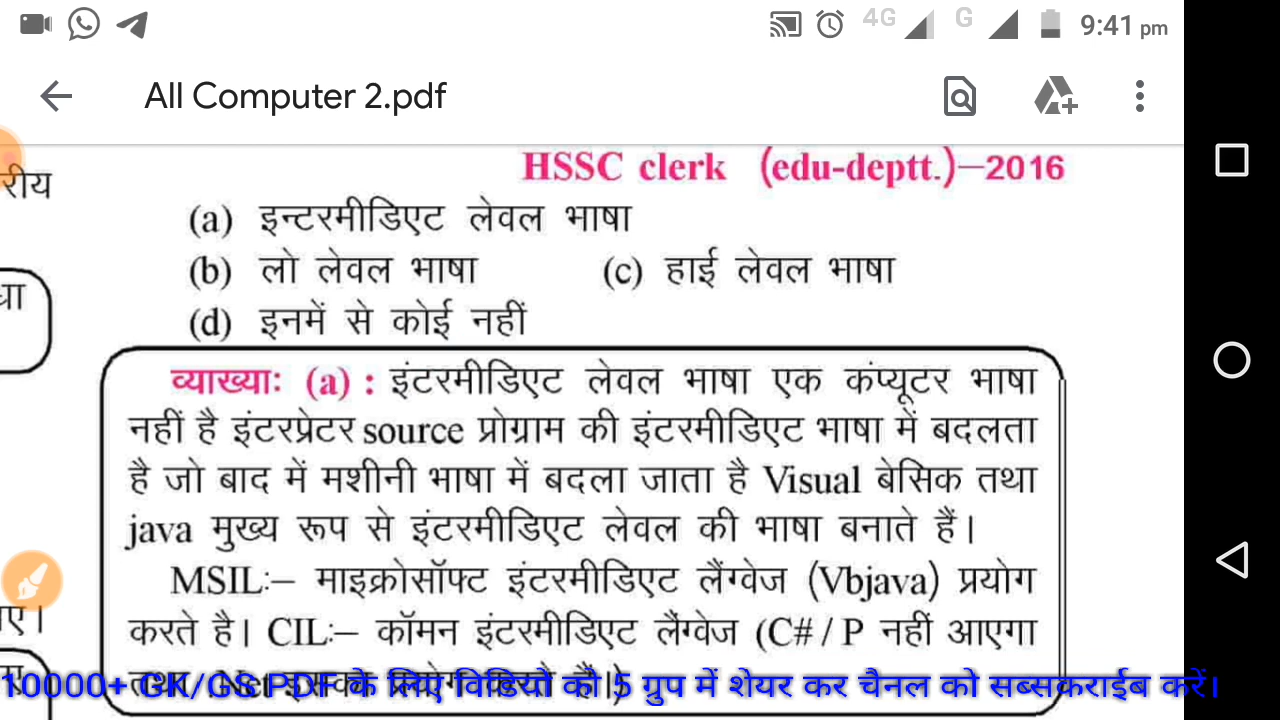 4G G 9:41 pm
All Computer 2.pdf
रीय
HSSC clerk (edu-deptt.)–2016
(a) इन्टरमीडिएट लेवल भाषा
(b) लो लेवल भाषा (c) हाई लेवल भाषा
(d) इनमें से कोई नहीं
व्याख्याः (a) : इंटरमीडिएट लेवल भाषा एक कंप्यूटर भाषा
नहीं है इंटरप्रेटर source प्रोग्राम की इंटरमीडिएट भाषा में बदलता
है जो बाद में मशीनी भाषा में बदला जाता है Visual बेसिक तथा
java मुख्य रूप से इंटरमीडिएट लेवल की भाषा बनाते हैं।
MSIL:– माइक्रोसॉफ्ट इंटरमीडिएट लैंग्वेज (Vbjava) प्रयोग
करते है। CIL:– कॉमन इंटरमीडिएट लैंग्वेज (C# / P नहीं आएगा
10000+ GK/GS PDF के लिए विडियो को 5 ग्रुप में शेयर कर चैनल को सब्सकराईब करें।